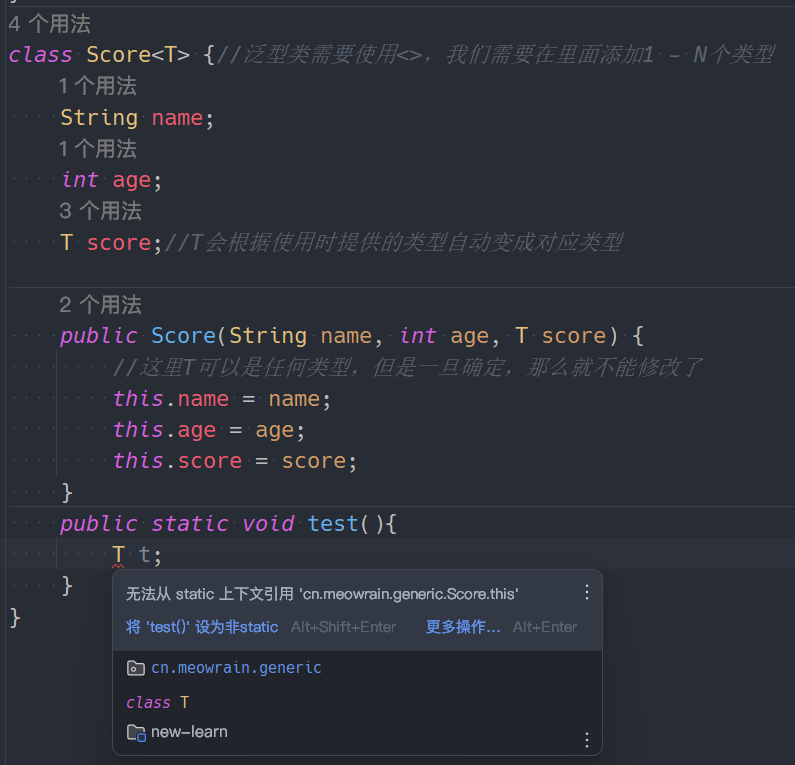 4 个用法
class Score<T> {//泛型类需要使用<>，我们需要在里面添加1 - N个类型
1 个用法
String name;
1 个用法
int age;
3 个用法
T score;//T会根据使用时提供的类型自动变成对应类型
2 个用法
public Score(String name, int age, T score) {
//这里T可以是任何类型，但是一旦确定，那么就不能修改了
this.name = name;
this.age = age;
this.score = score;
}
public static void test(){
T t;
}
无法从 static 上下文引用 'cn.meowrain.generic.Score.this'
将 'test()' 设为非static Alt+Shift+Enter 更多操作… Alt+Enter
cn.meowrain.generic
class T
new-learn
}